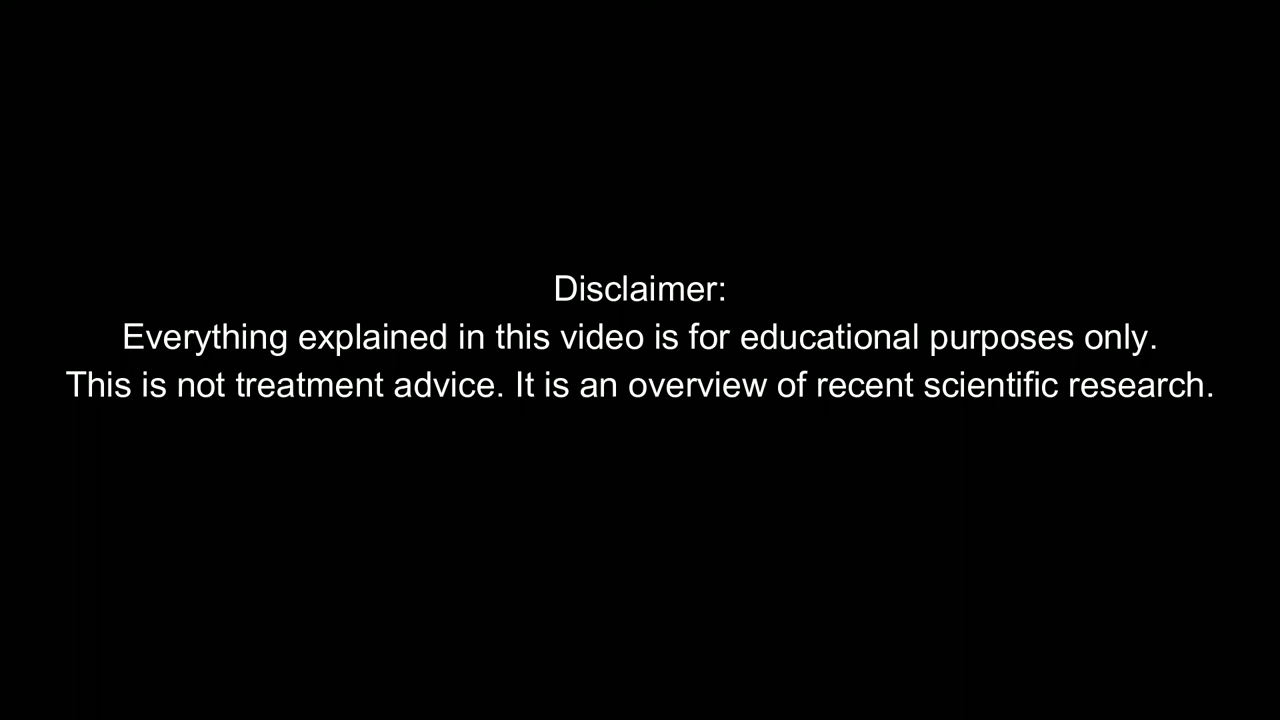 Disclaimer:
Everything explained in this video is for educational purposes only.
This is not treatment advice. It is an overview of recent scientific research.